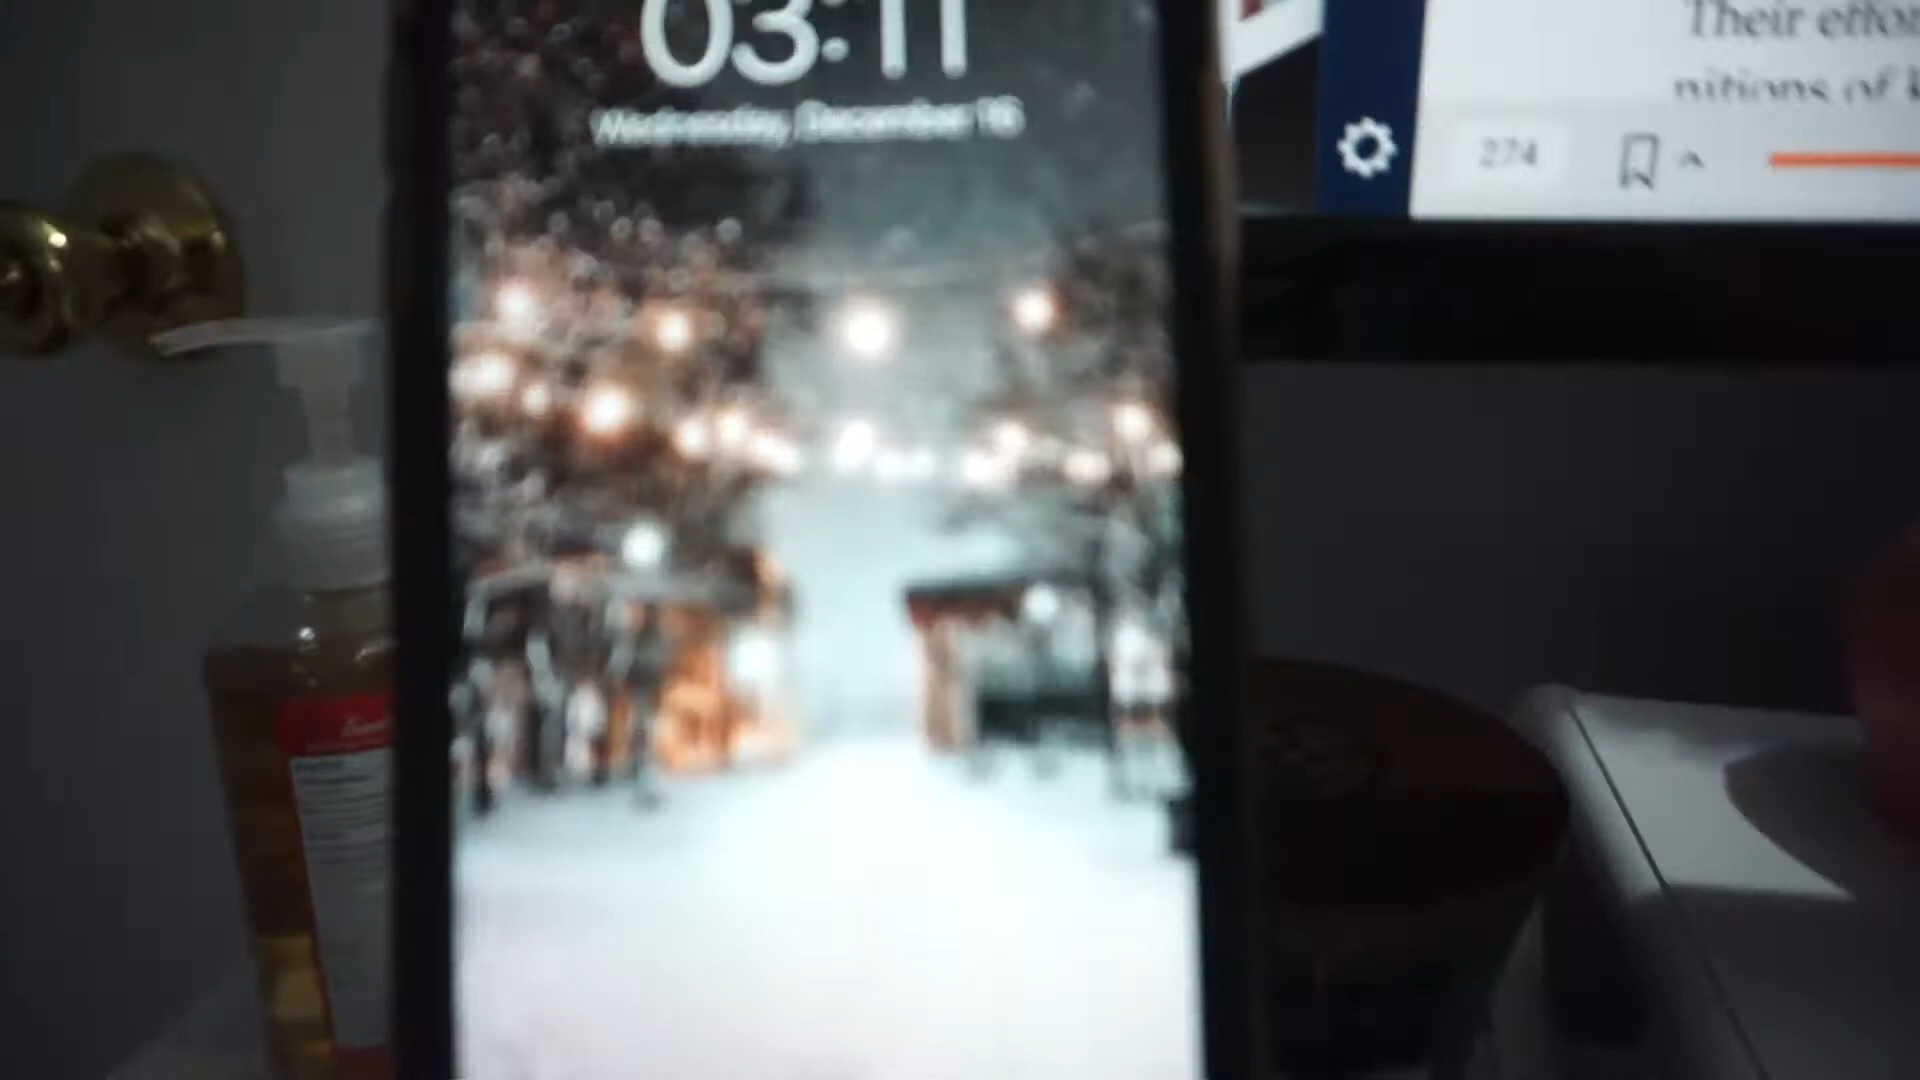 03:11
Wednesday, December 16
Their effor
nitions of k
274